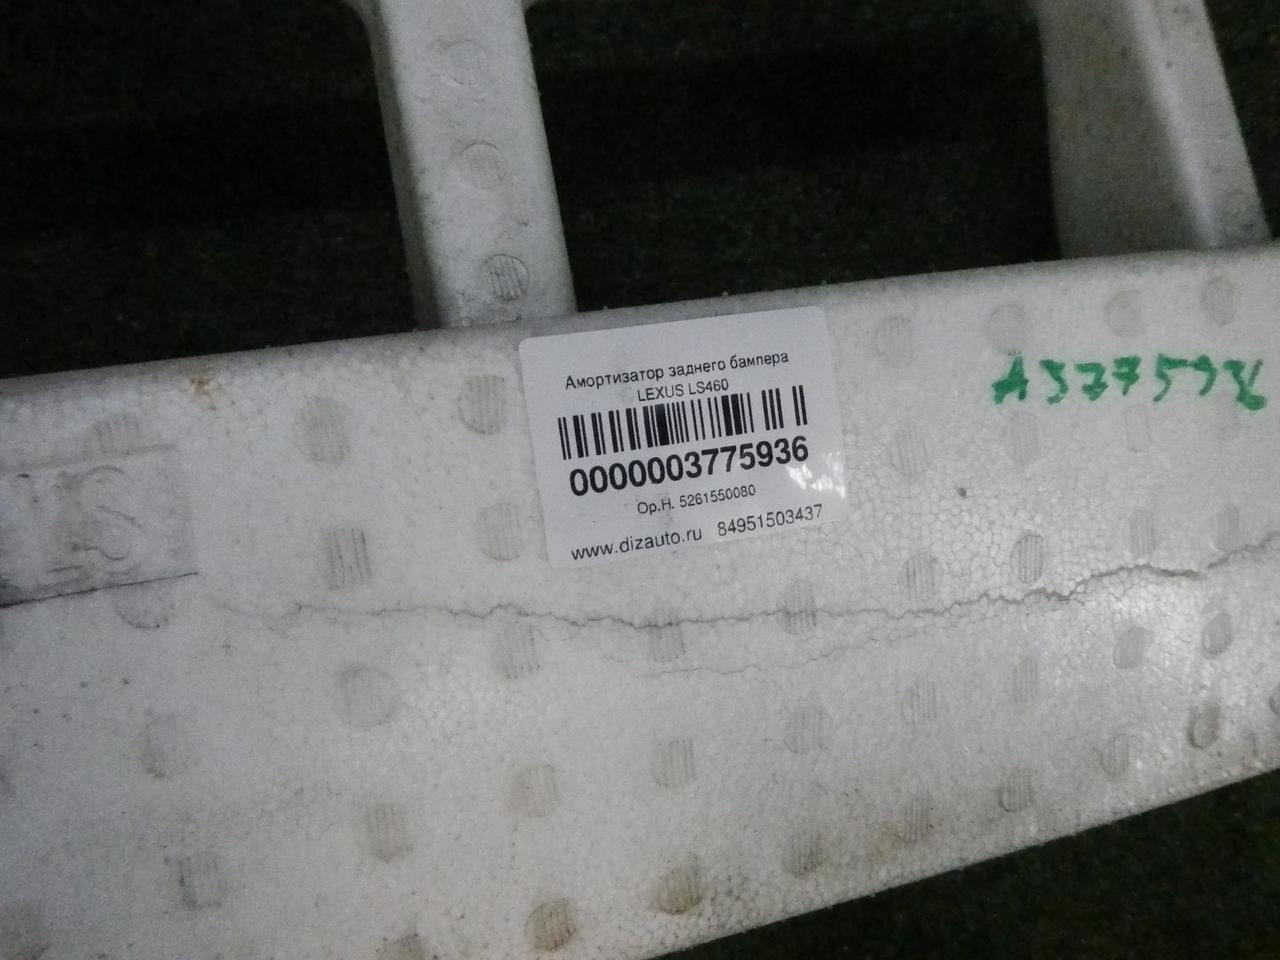 Амортизатор заднего бампера
LEXUS LS460
0000003775936
Ор.Н. 5261550080
www.dizauto.ru 84951503437